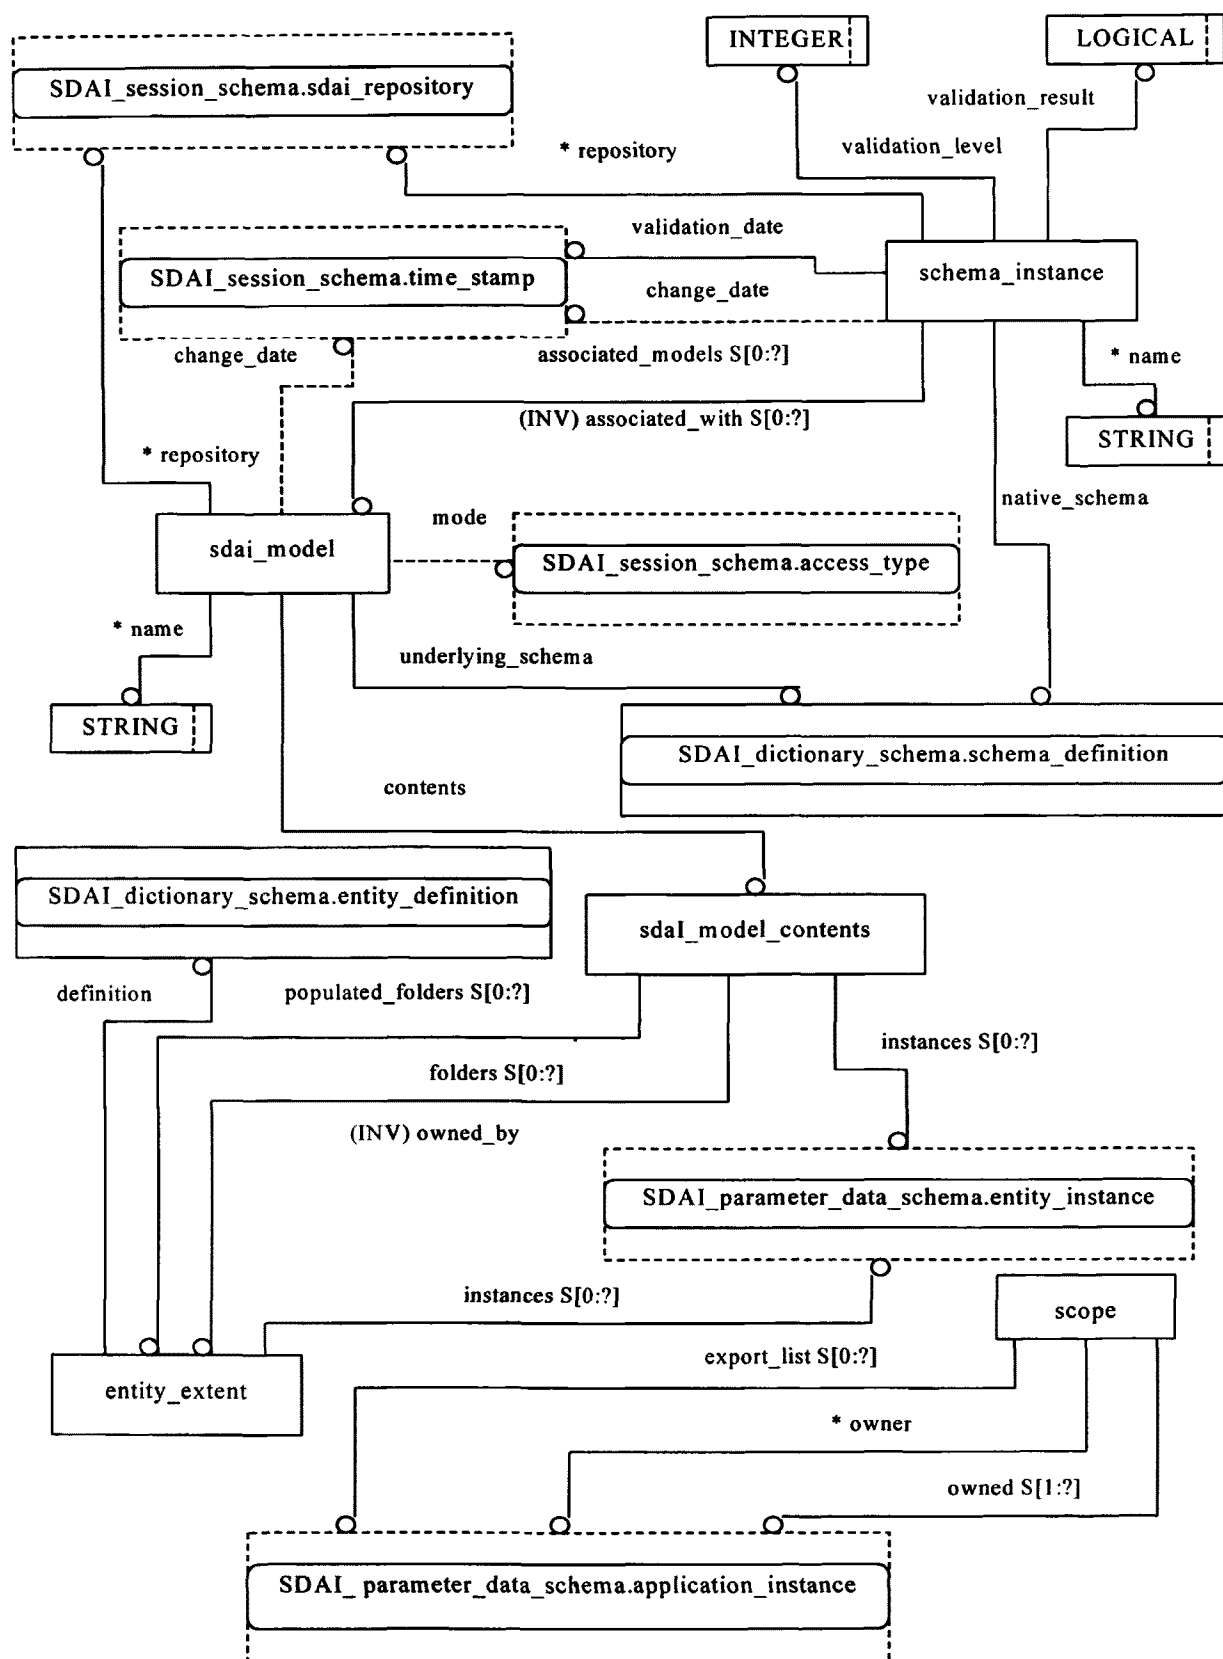 INTEGER
LOGICAL
SDAI_session_schema.sdai_repository
validation_result
* repository
validation_level
validation_date
SDAI_session_schema.time_stamp
schema_instance
change_date
change_date
associated_models S[0:?]
* name
(INV) associated_with S[0:?]
STRING
* repository
native_schema
mode
sdai_model
SDAI_session_schema.access_type
* name
underlying_schema
STRING
SDAI_dictionary_schema.schema_definition
contents
SDAI_dictionary_schema.entity_definition
sdaI_model_contents
definition
populated_folders S[0:?]
instances S[0:?]
folders S[0:?]
(INV) owned_by
SDAI_parameter_data_schema.entity_instance
instances S[0:?]
scope
export_list S[0:?]
entity_extent
* owner
owned S[1:?]
SDAI_ parameter_data_schema.application_instance